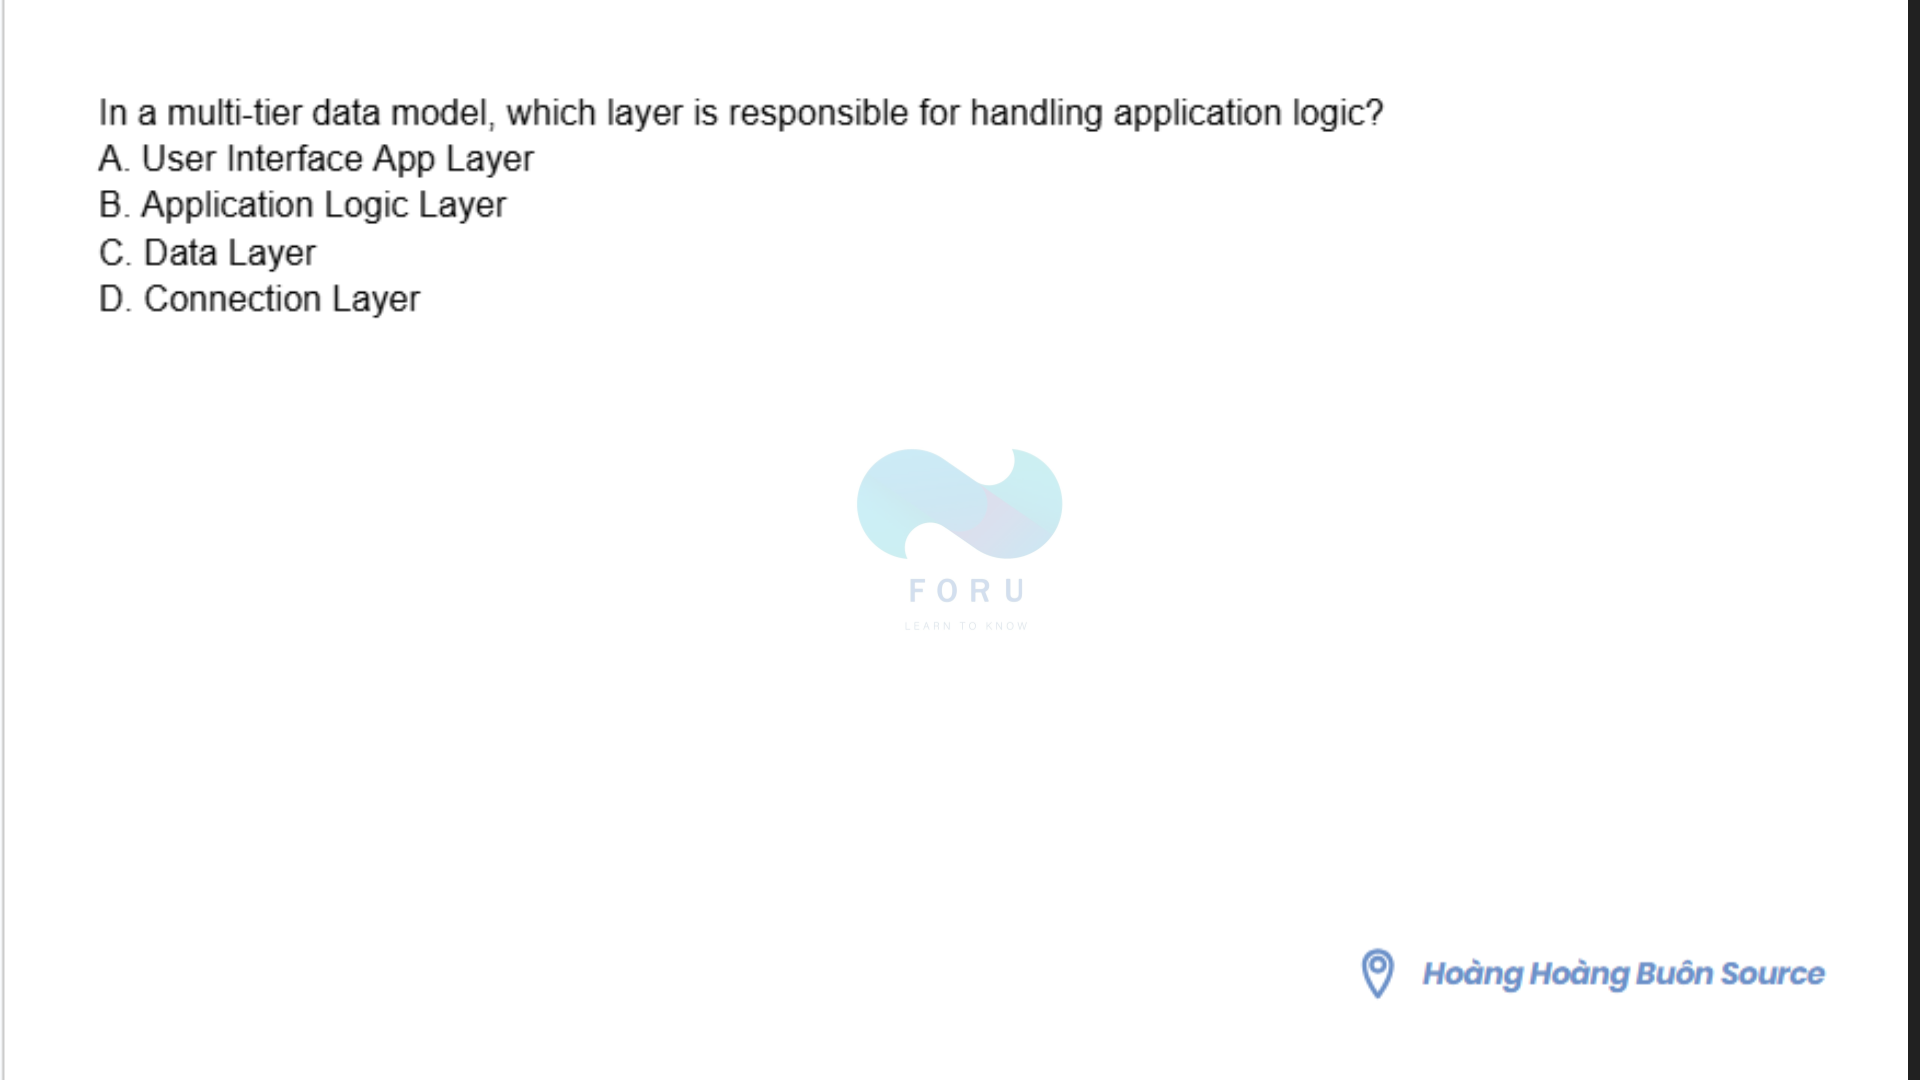 In a multi-tier data model, which layer is responsible for handling application logic?
A. User Interface App Layer
B. Application Logic Layer
C. Data Layer
D. Connection Layer
FORU
LEARN TO KNOW
Hoàng Hoàng Buôn Source